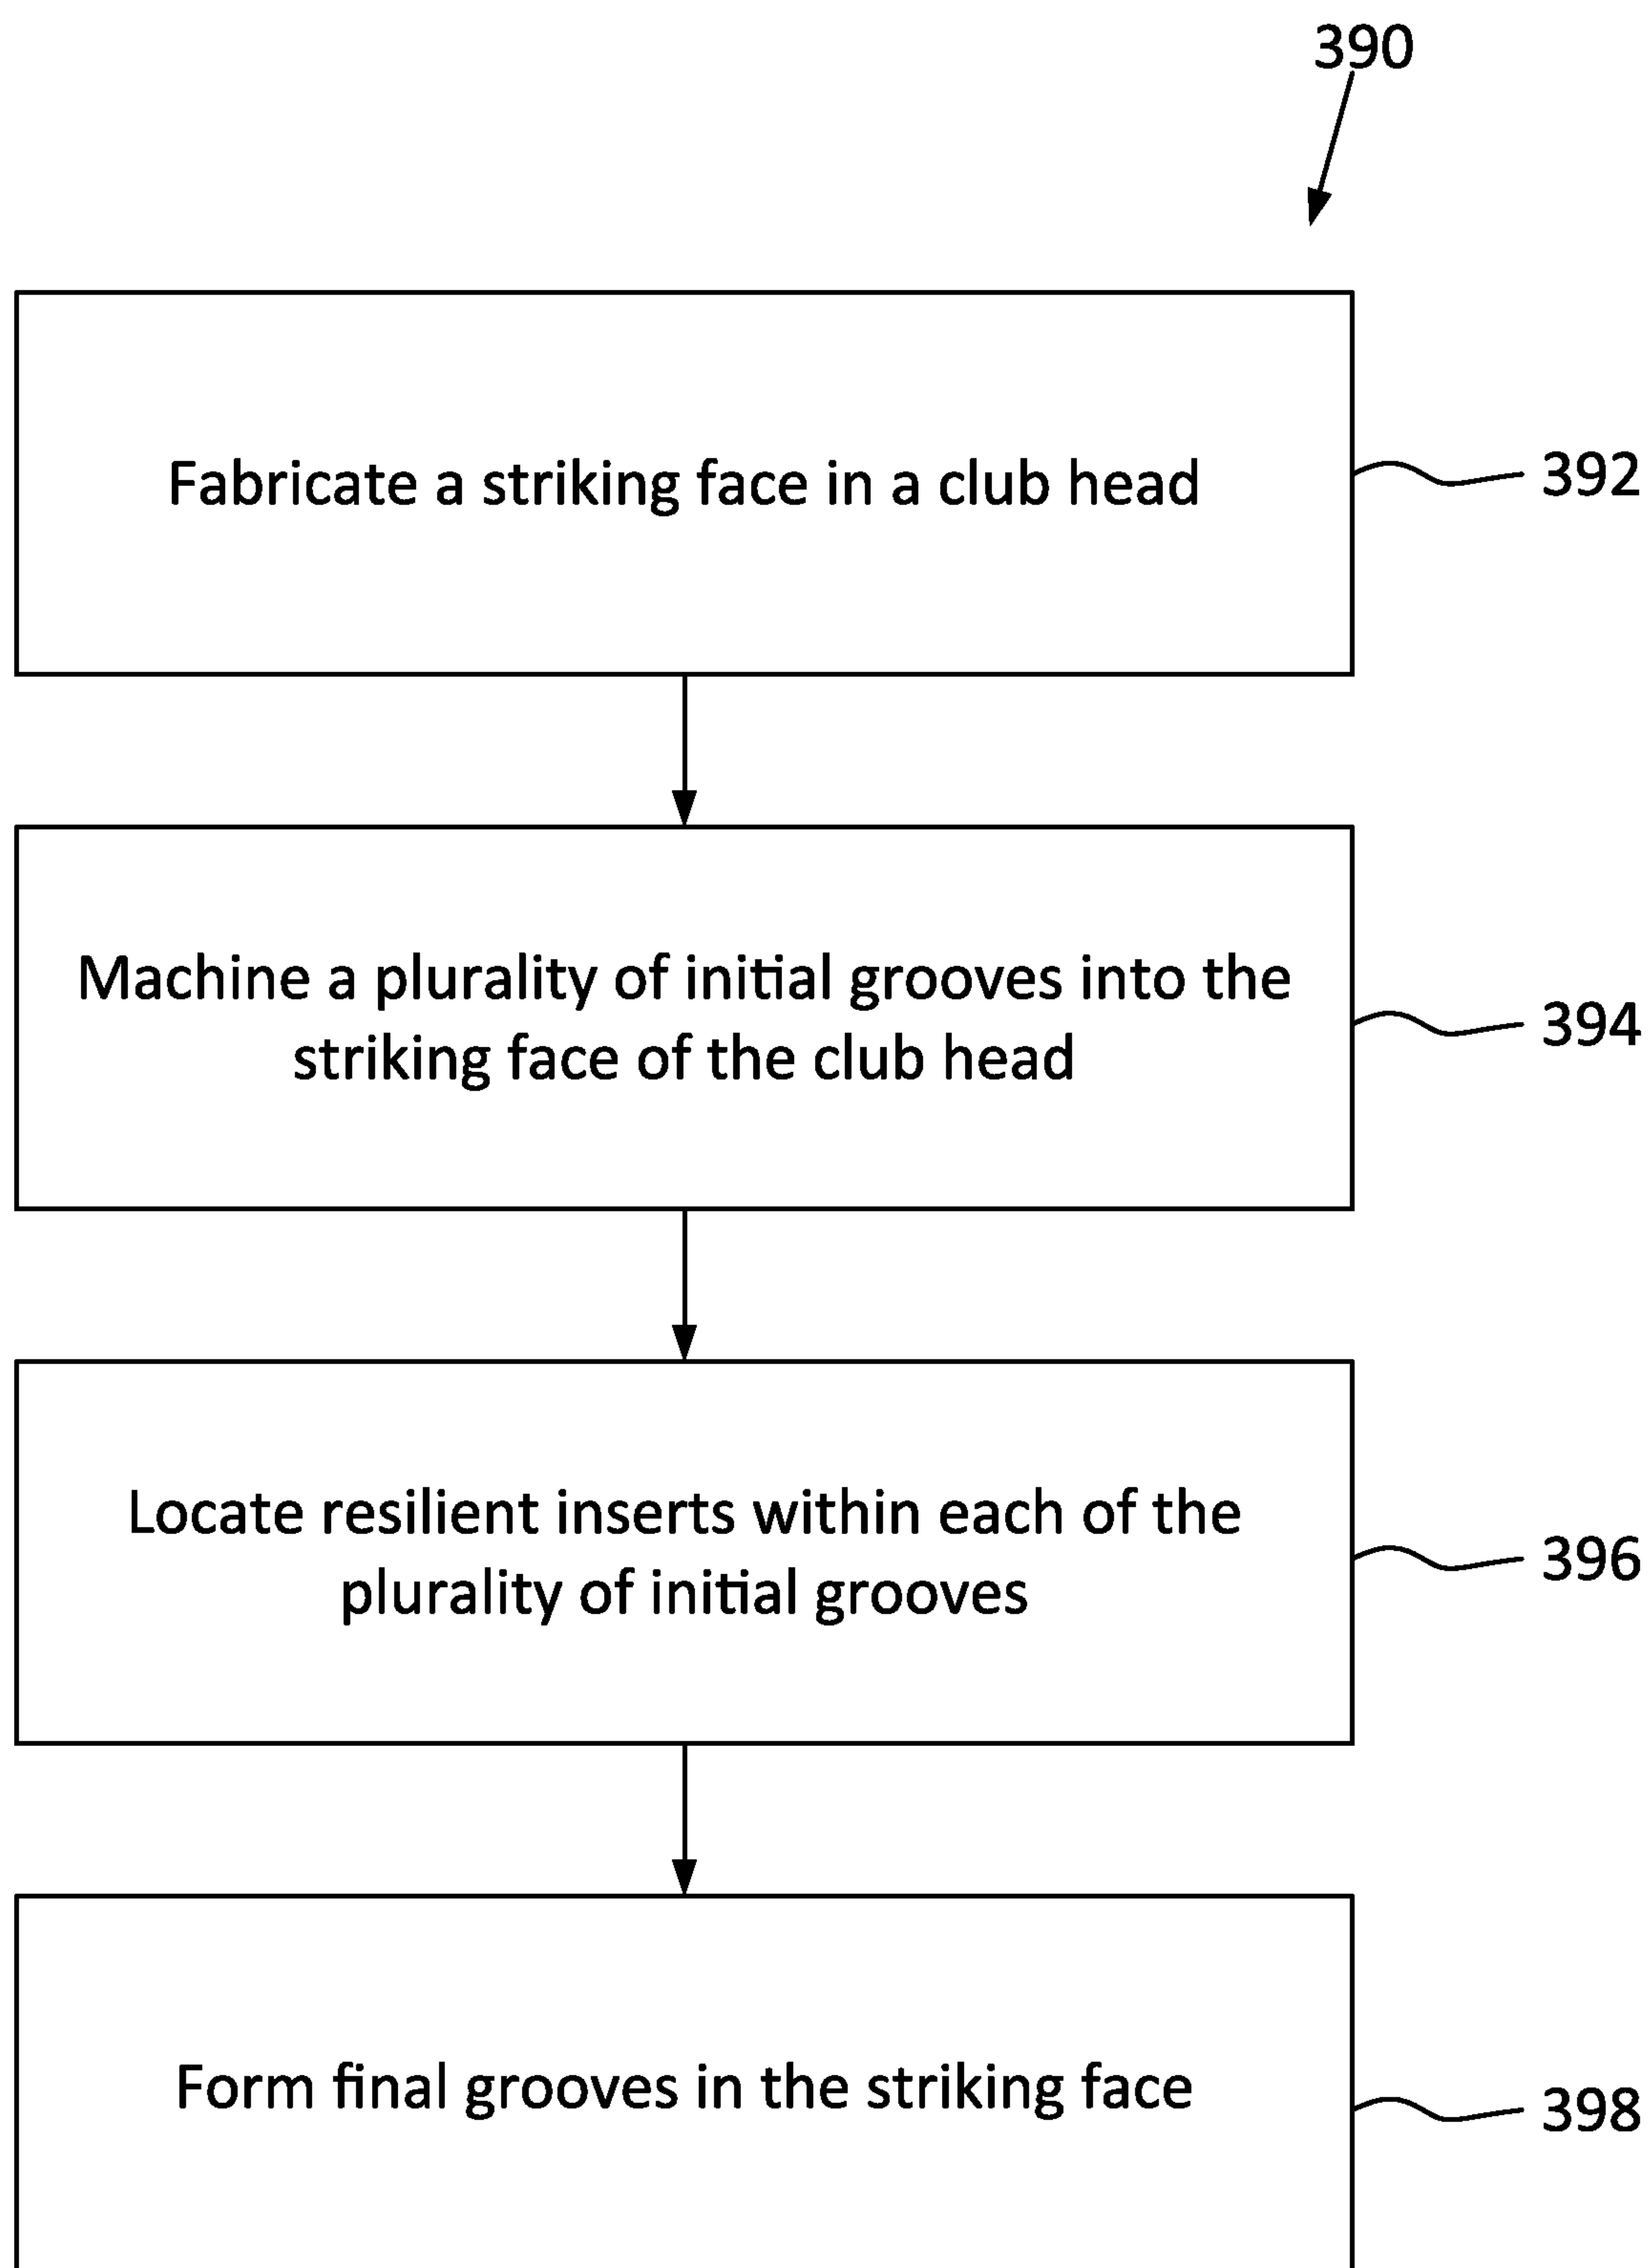 390
Fabricate a striking face in a club head
392
Machine a plurality of initial grooves into the
striking face of the club head
394
Locate resilient inserts within each of the
plurality of initial grooves
396
Form final grooves in the striking face
398